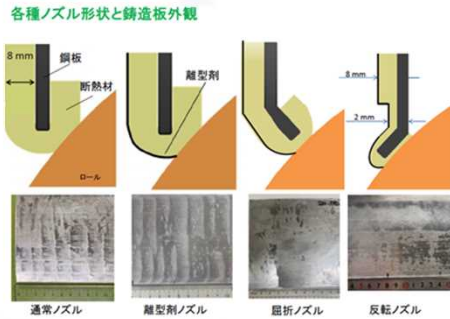 各種ノズル形状と鋳造板外観
8 mm
鋼板
断熱材
ロール
離型剤
8 mm
2 mm
通常ノズル
離型剤ノズル
屈折ノズル
反転ノズル